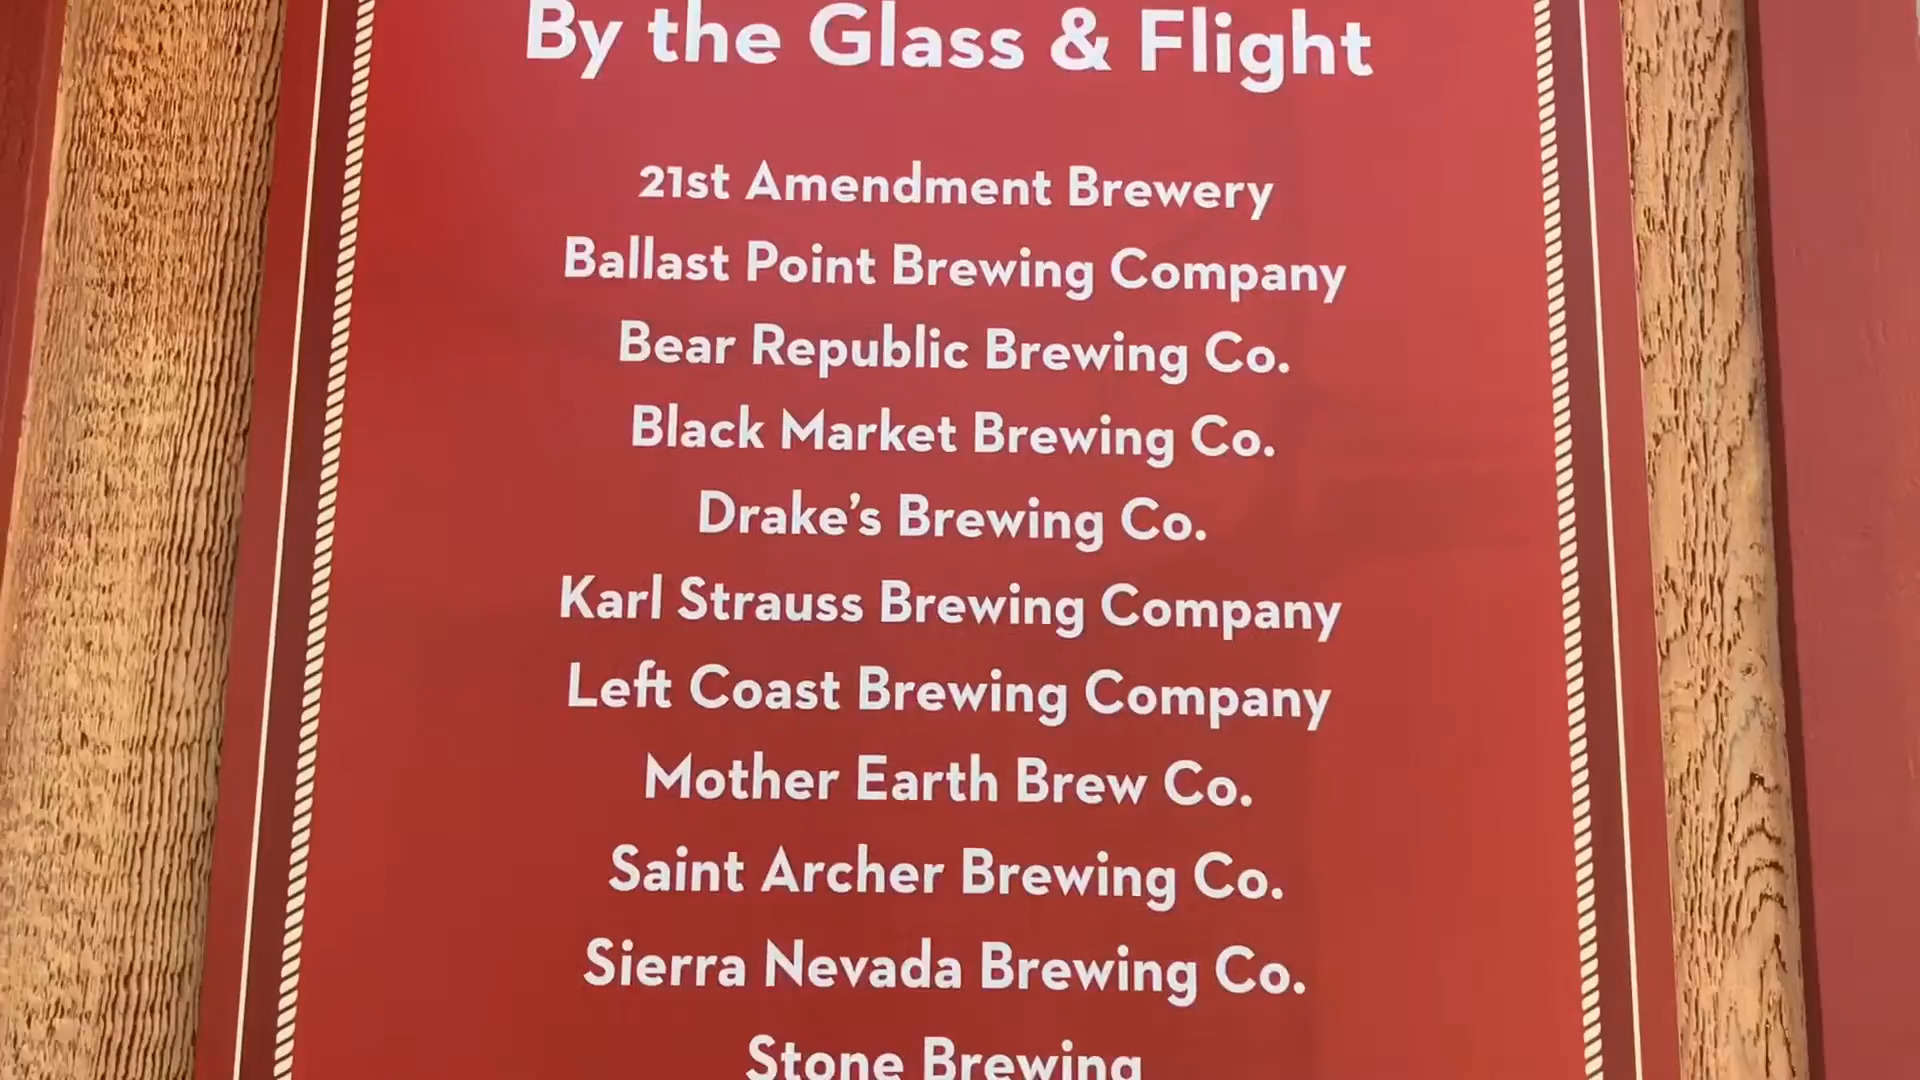 By the Glass & Flight
21st Amendment Brewery
Ballast Point Brewing Company
Bear Republic Brewing Co.
Black Market Brewing Co.
Drake's Brewing Co.
Karl Strauss Brewing Company
Left Coast Brewing Company
Mother Earth Brew Co.
Saint Archer Brewing Co.
Sierra Nevada Brewing Co.
Stone Brewing